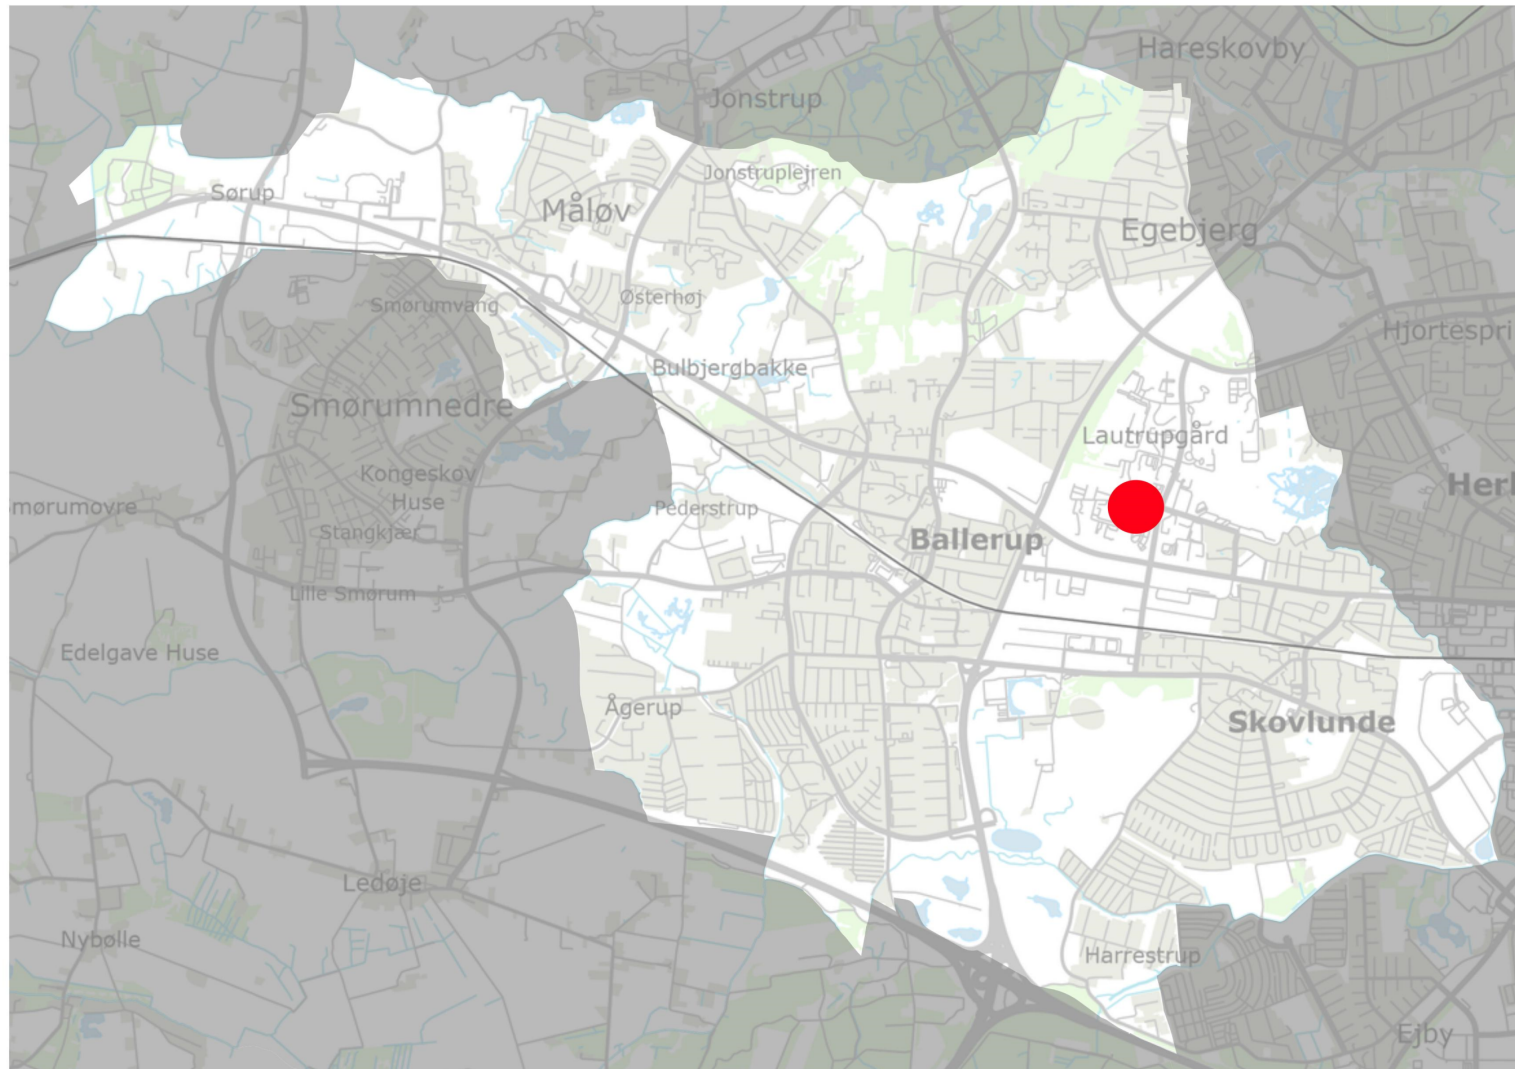 Hareskovby
Jonstrup
Jonstruplejren
Sørup
Måløv
Egebjerg
Østerhøj
Smørumvang
Hjortespri
Bulbjergbakke
Smørumnedre
Lautrupgård
Kongeskov
Huse
Herl
mørumovre
Pederstrup
Stangkjær
Ballerup
Lille Smørum
Edelgave Huse
Ågerup
Skovlunde
Ledøje
Nybølle
Harrestrup
Ejby